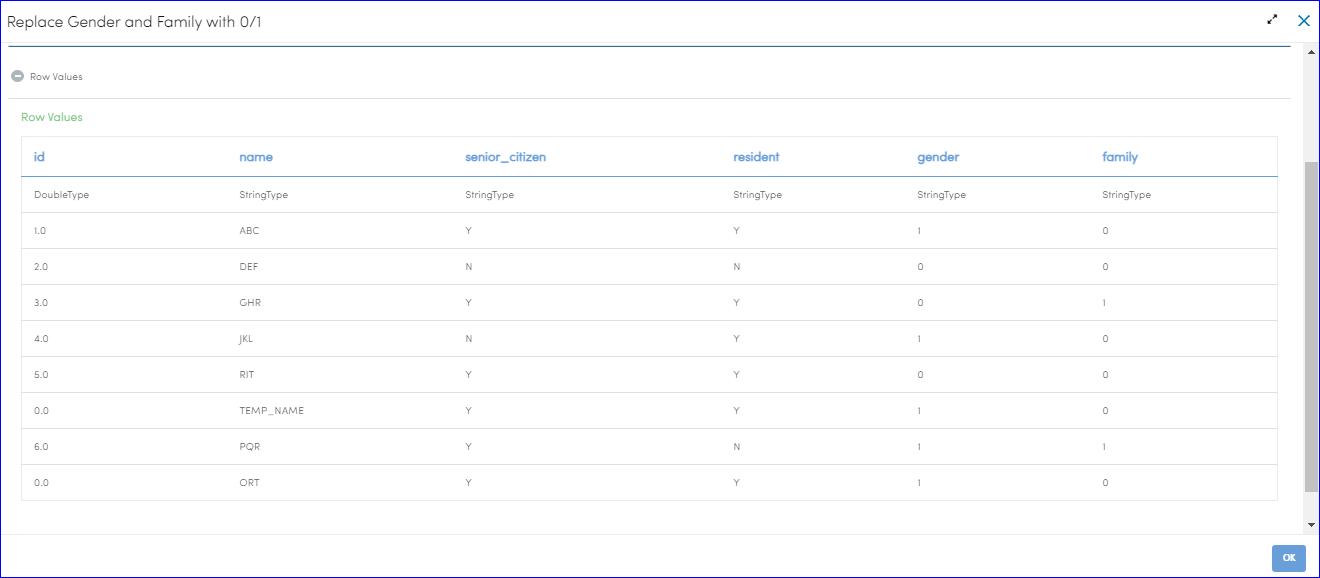 Replace Gender and Family with 0/1
Row Values
Row Values
id name senior_citizen resident gender family
DoubleType StringType StringType StringType StringType StringType
1.0 ABC Y Y 1 0
2.0 DEF N N 0 0
3.0 GHR Y Y 0 1
4.0 JKL N Y 1 0
5.0 RIT Y Y 0 0
0.0 TEMP_NAME Y Y 1 0
6.0 PQR Y N 1 1
0.0 ORT Y Y 1 0
OK